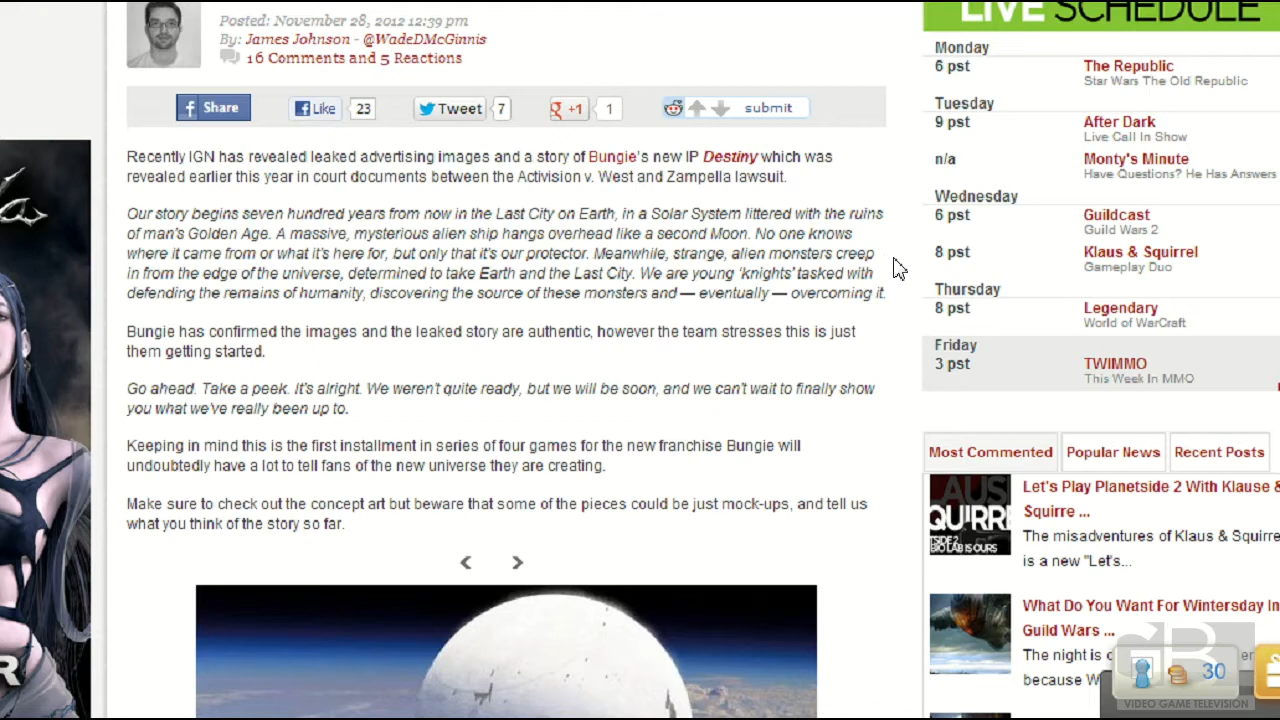 LIVE SCHEDULE
Posted: November 28, 2012 12:39 pm
By: James Johnson - @WadeDMcGinnis
16 Comments and 5 Reactions
Share
Like 23
Tweet 7
+1 1
submit
Recently IGN has revealed leaked advertising images and a story of Bungie's new IP Destiny which was
revealed earlier this year in court documents between the Activision v. West and Zampella lawsuit.
Our story begins seven hundred years from now in the Last City on Earth, in a Solar System littered with the ruins
of man's Golden Age. A massive, mysterious alien ship hangs overhead like a second Moon. No one knows
where it came from or what it's here for, but only that it's our protector. Meanwhile, strange, alien monsters creep
in from the edge of the universe, determined to take Earth and the Last City. We are young 'knights' tasked with
defending the remains of humanity, discovering the source of these monsters and — eventually — overcoming it.
Bungie has confirmed the images and the leaked story are authentic, however the team stresses this is just
them getting started.
Go ahead. Take a peek. It's alright. We weren't quite ready, but we will be soon, and we can't wait to finally show
you what we've really been up to.
Keeping in mind this is the first installment in series of four games for the new franchise Bungie will
undoubtedly have a lot to tell fans of the new universe they are creating.
Make sure to check out the concept art but beware that some of the pieces could be just mock-ups, and tell us
what you think of the story so far.
Monday
6 pst The Republic
Star Wars The Old Republic
Tuesday
9 pst After Dark
Live Call In Show
n/a Monty's Minute
Have Questions? He Has Answers
Wednesday
6 pst Guildcast
Guild Wars 2
8 pst Klaus & Squirrel
Gameplay Duo
Thursday
8 pst Legendary
World of WarCraft
Friday
3 pst TWIMMO
This Week In MMO
Most Commented Popular News Recent Posts
Let's Play Planetside 2 With Klause &
Squirre ...
The misadventures of Klaus & Squirre
is a new "Let's...
What Do You Want For Wintersday In
Guild Wars ...
The night is
because W
30
GB
VIDEO GAME TELEVISION